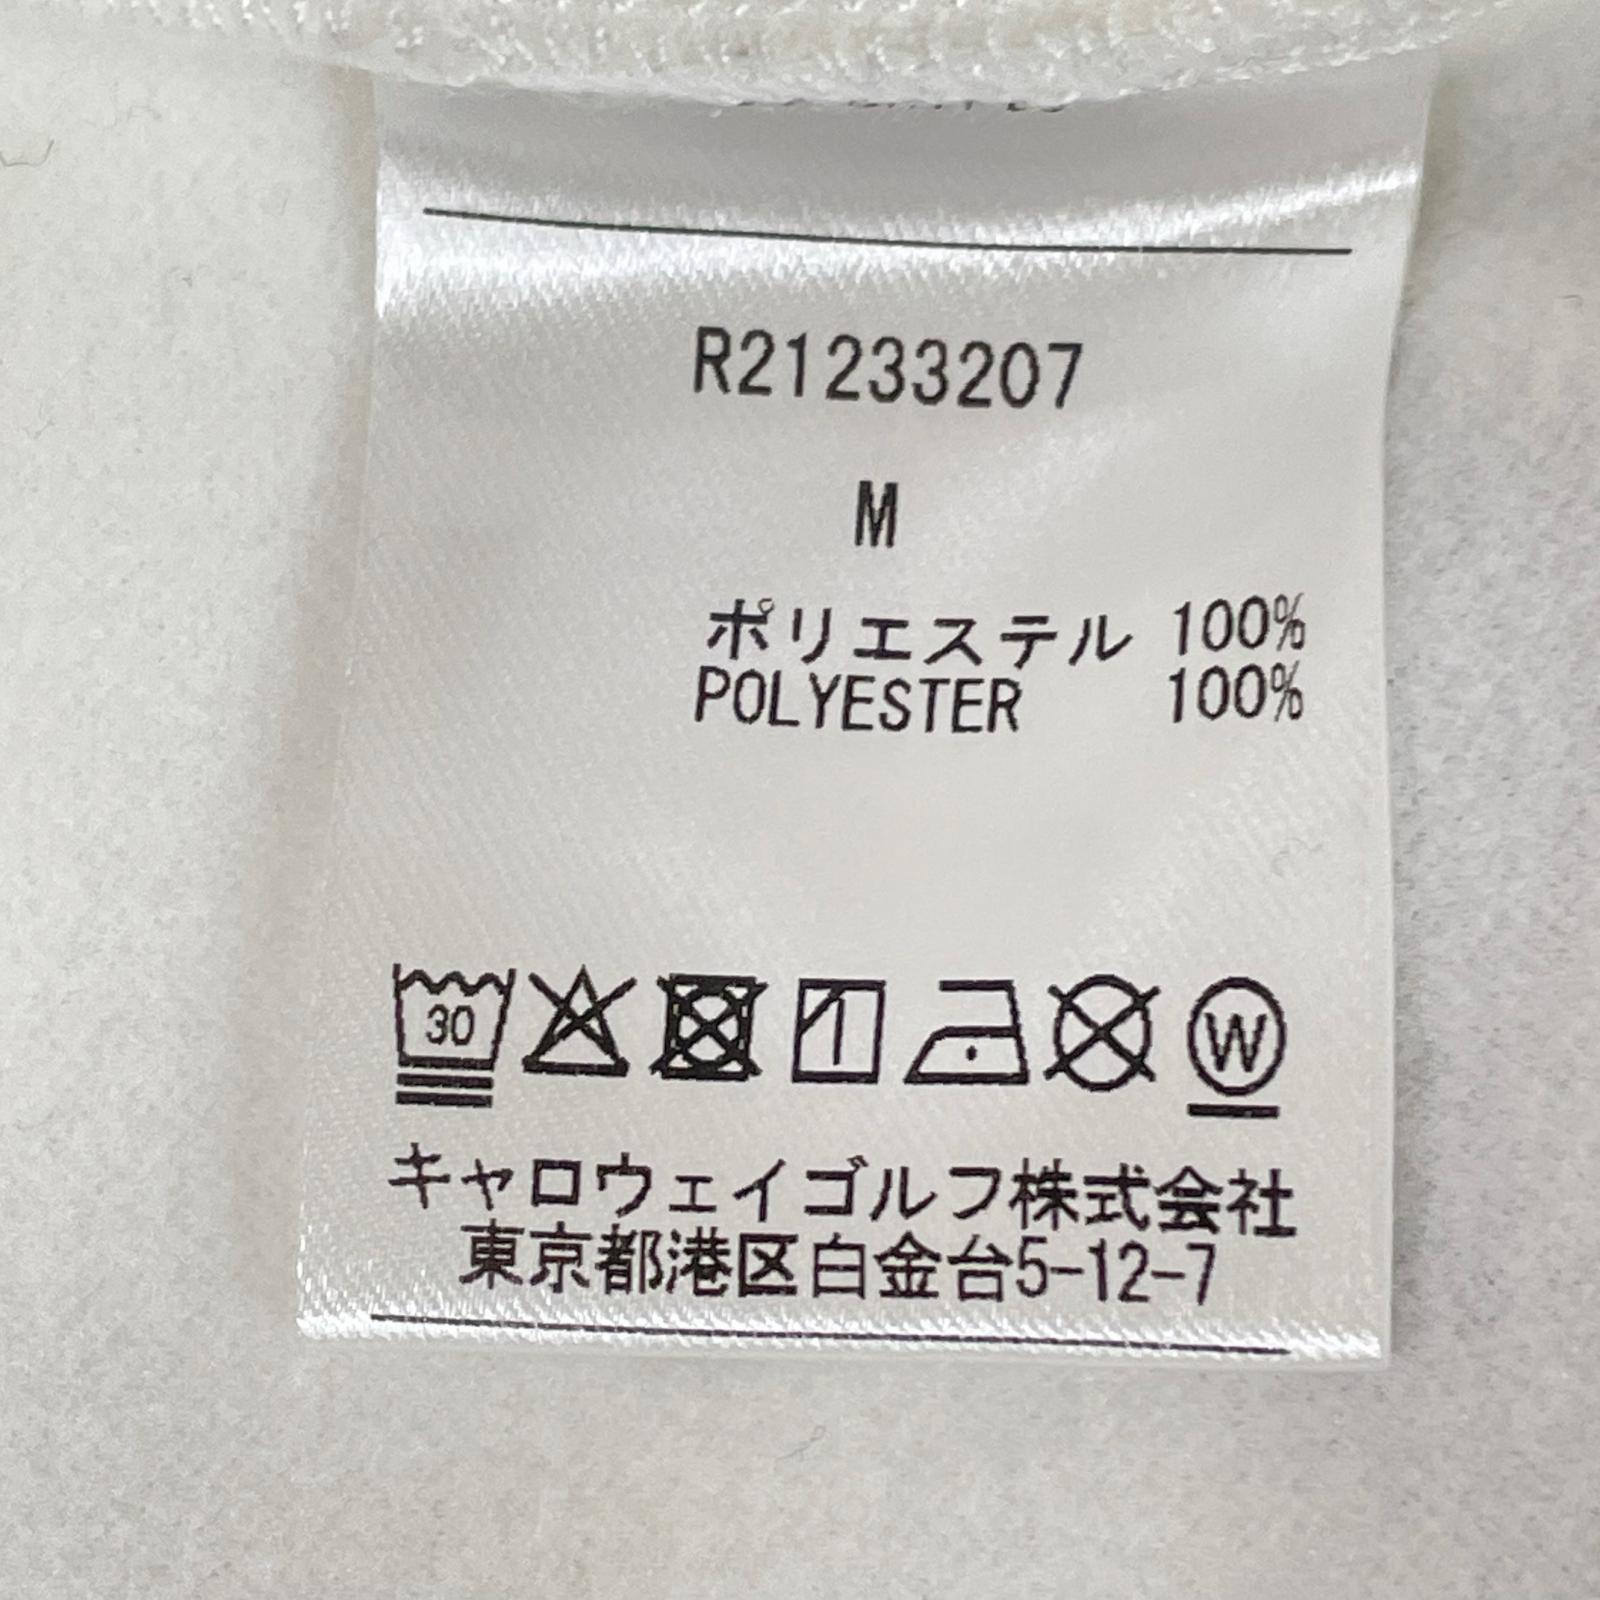 R21233207
M
ポリエステル 100%
POLYESTER 100%
30 W
キャロウェイゴルフ株式会社
東京都港区白金台5-12-7